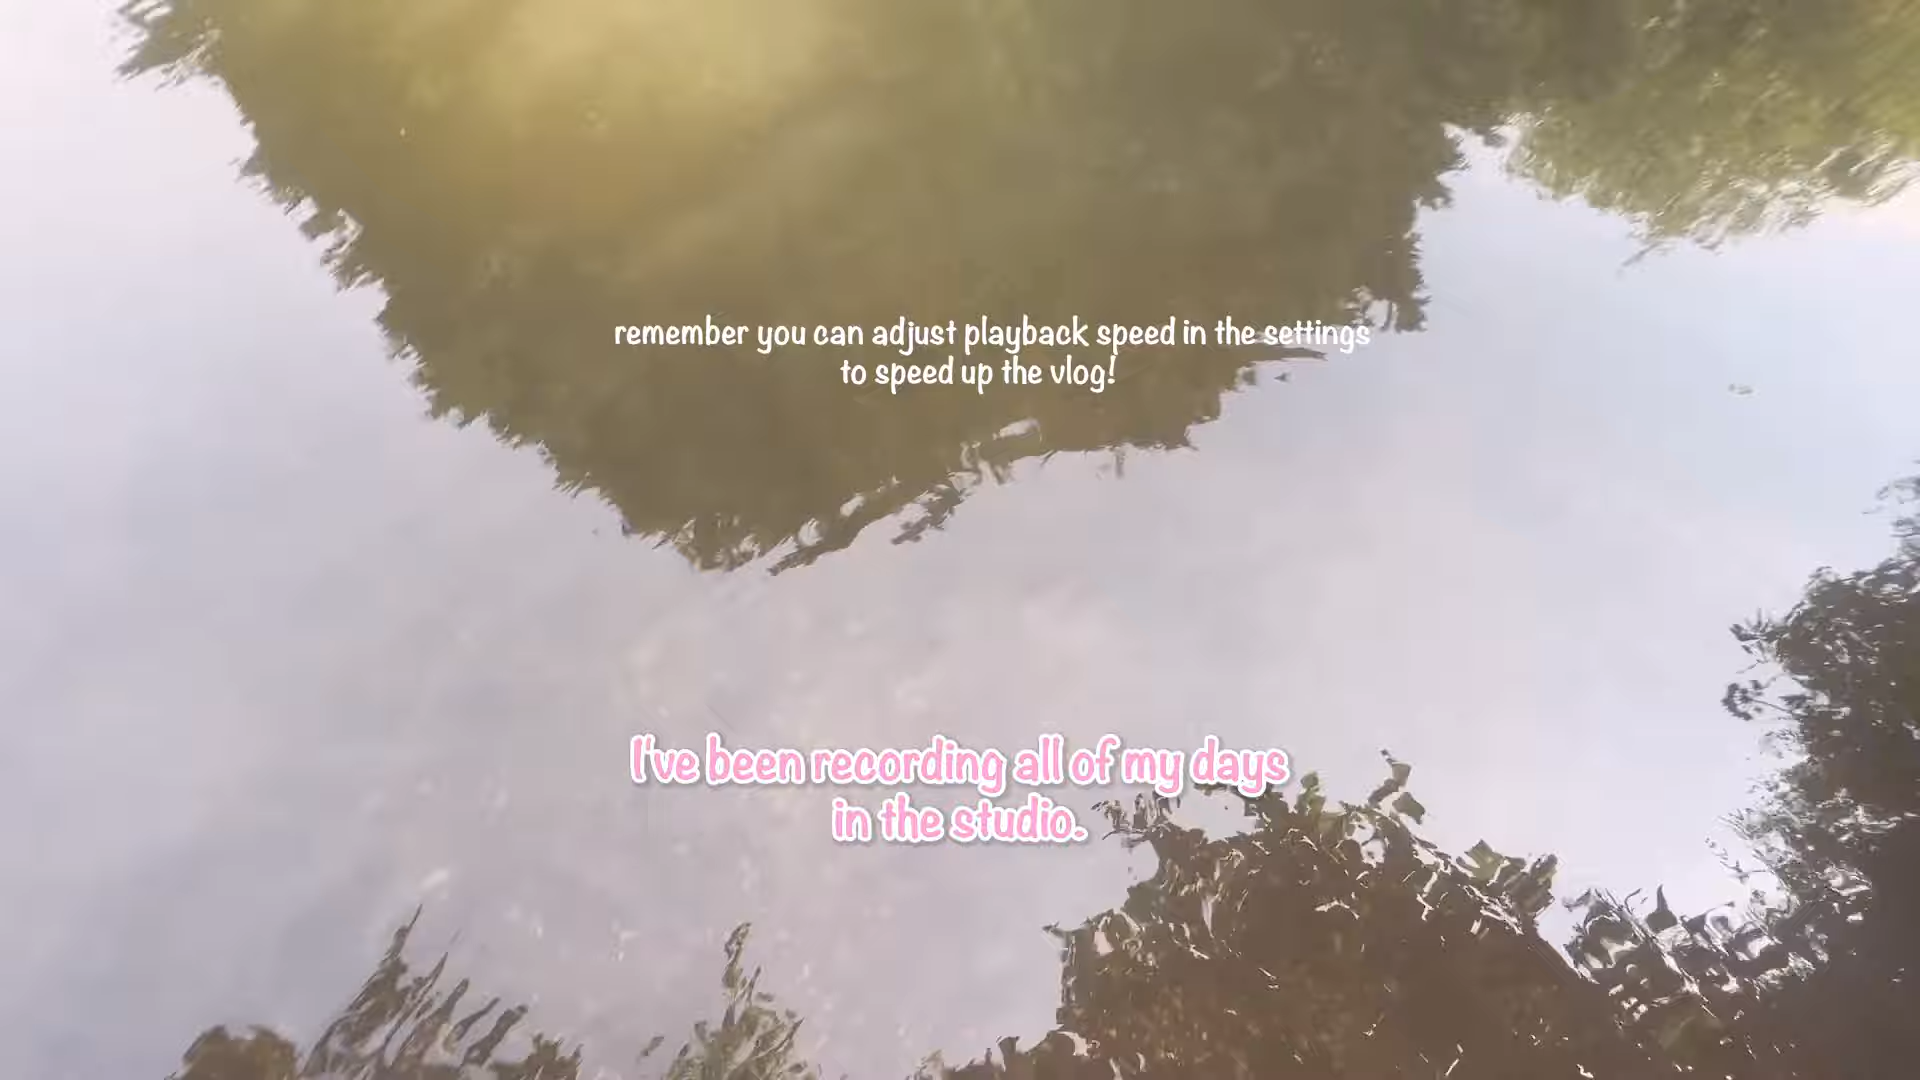 remember you can adjust playback speed in the settings
to speed up the vlog!
I've been recording all of my days
in the studio.